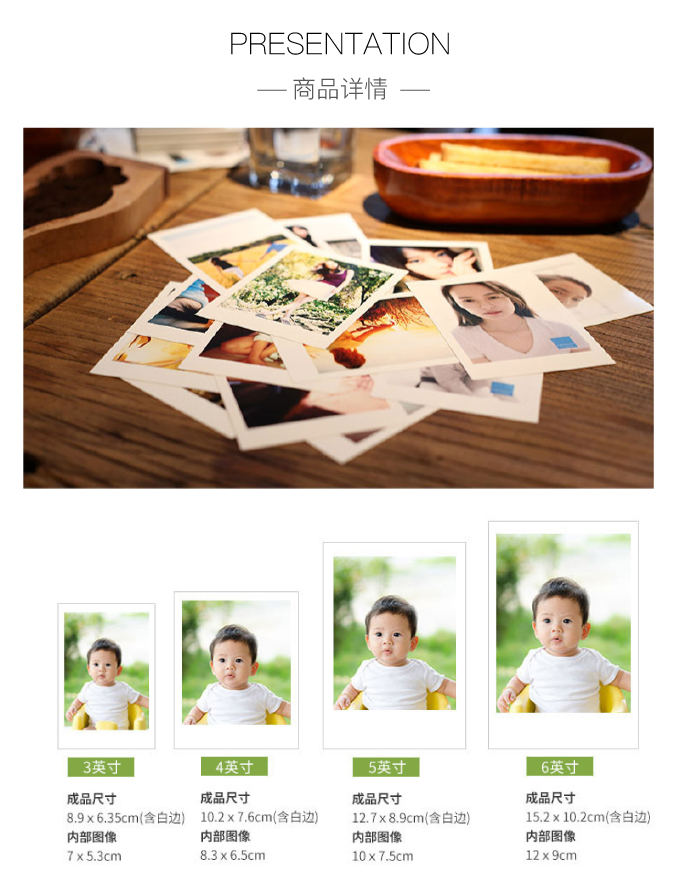 PRESENTATION
商品详情
3英寸
成品尺寸
8.9 x 6.35cm(含白边)
内部图像
7 x 5.3cm
4英寸
成品尺寸
10.2 x 7.6cm(含白边)
内部图像
8.3 x 6.5cm
5英寸
成品尺寸
12.7 x 8.9cm(含白边)
内部图像
10 x 7.5cm
6英寸
成品尺寸
15.2 x 10.2cm(含白边)
内部图像
12 x 9cm